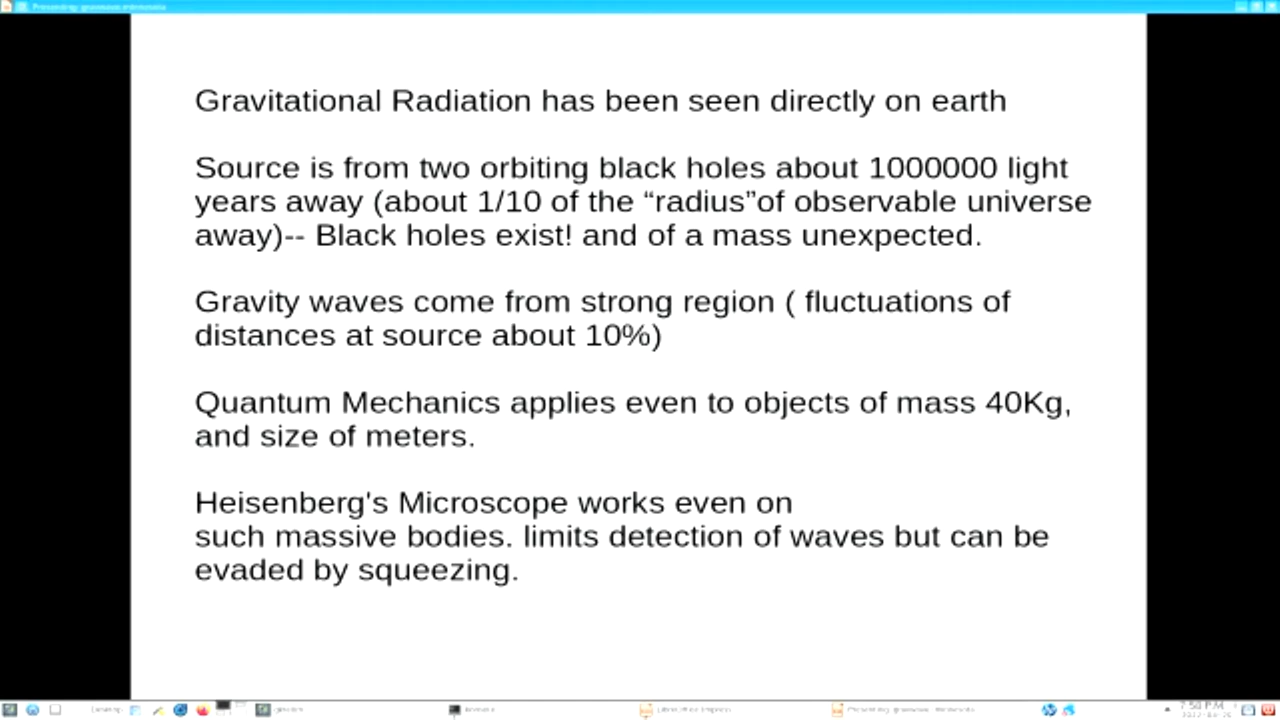 Gravitational Radiation has been seen directly on earth
Source is from two orbiting black holes about 1000000 light
years away (about 1/10 of the “radius”of observable universe
away)-- Black holes exist! and of a mass unexpected.
Gravity waves come from strong region ( fluctuations of
distances at source about 10%)
Quantum Mechanics applies even to objects of mass 40Kg,
and size of meters.
Heisenberg's Microscope works even on
such massive bodies. limits detection of waves but can be
evaded by squeezing.